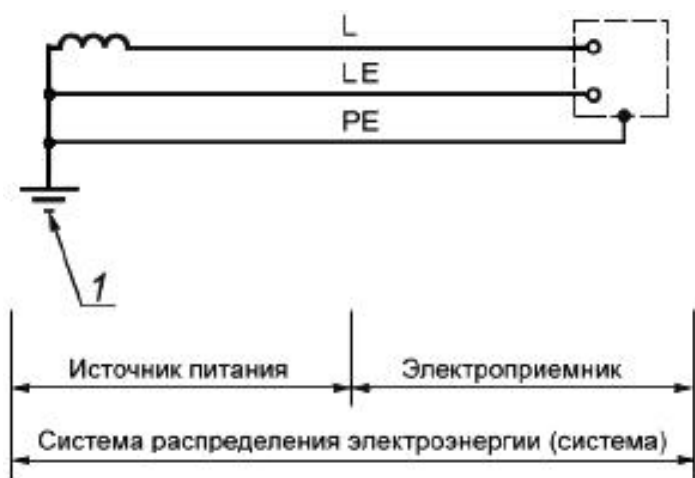 L
LE
PE
1
Источник питания
Электроприемник
Система распределения электроэнергии (система)